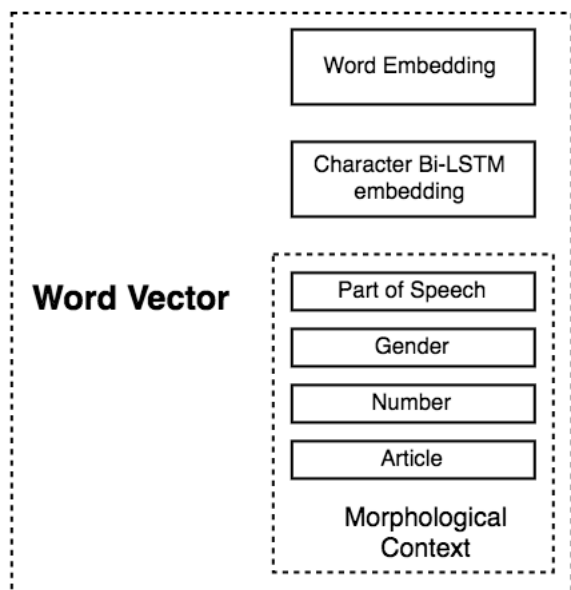 Word Embedding
Character Bi-LSTM
embedding
Word Vector
Part of Speech
Gender
Number
Article
Morphological
Context